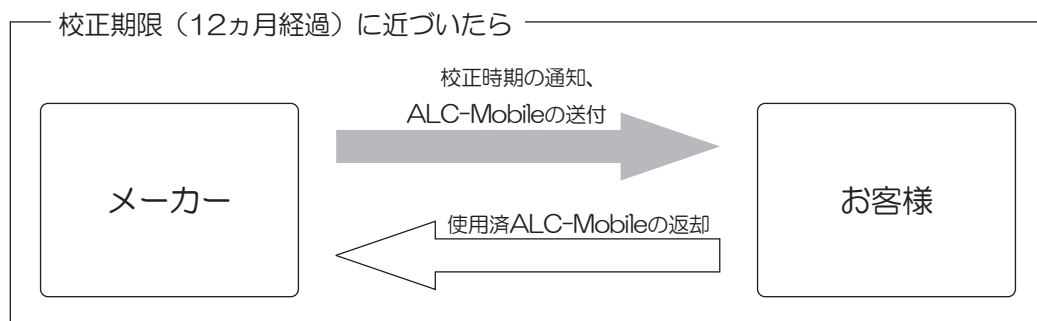 校正期限（12ヵ月経過）に近づいたら
校正時期の通知、
ALC-Mobileの送付
メーカー
お客様
使用済ALC-Mobileの返却